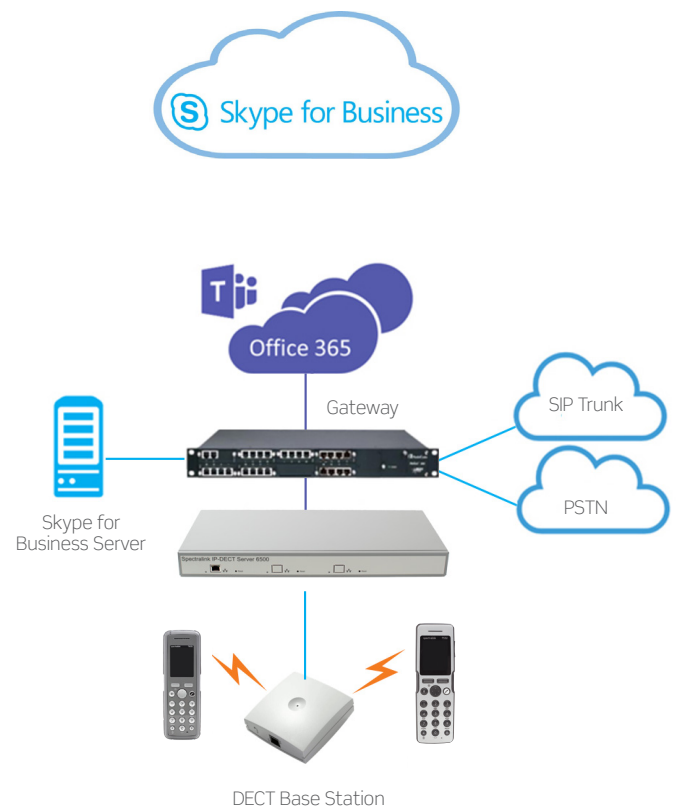 S Skype for Business
T
Office 365
Gateway
SIP Trunk
Skype for
Business Server
PSTN
Spectralink IP-DECT Server 6500
DECT Base Station